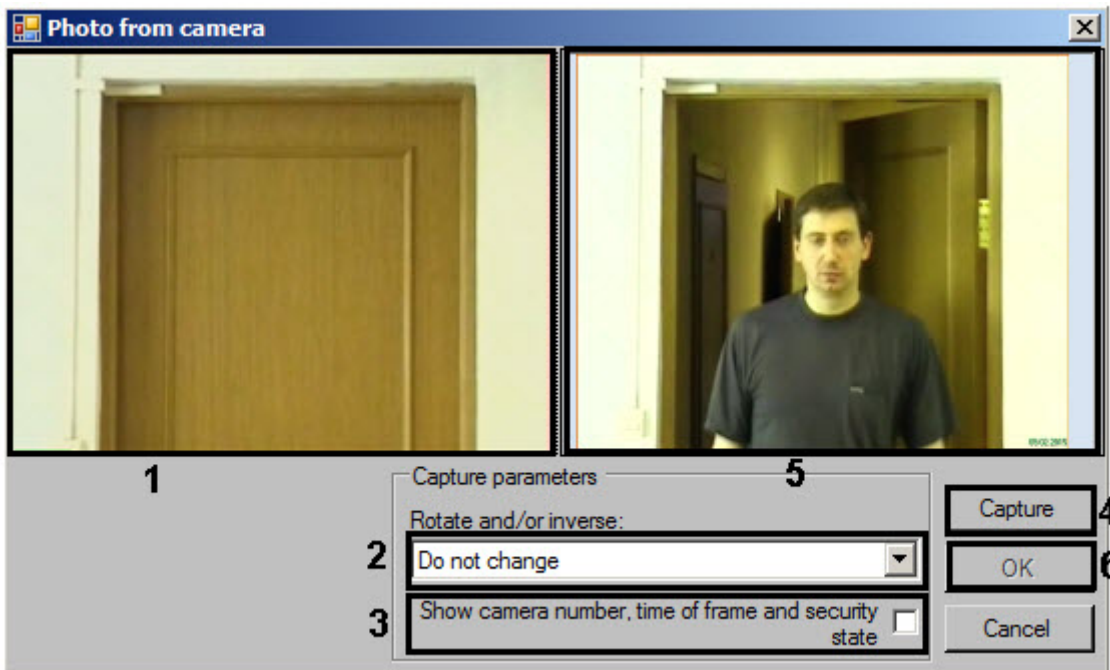 Photo from camera
1
5
Capture parameters
Rotate and/or inverse:
2
Do not change
3
Show camera number, time of frame and security
state
Capture
4
OK
6
Cancel